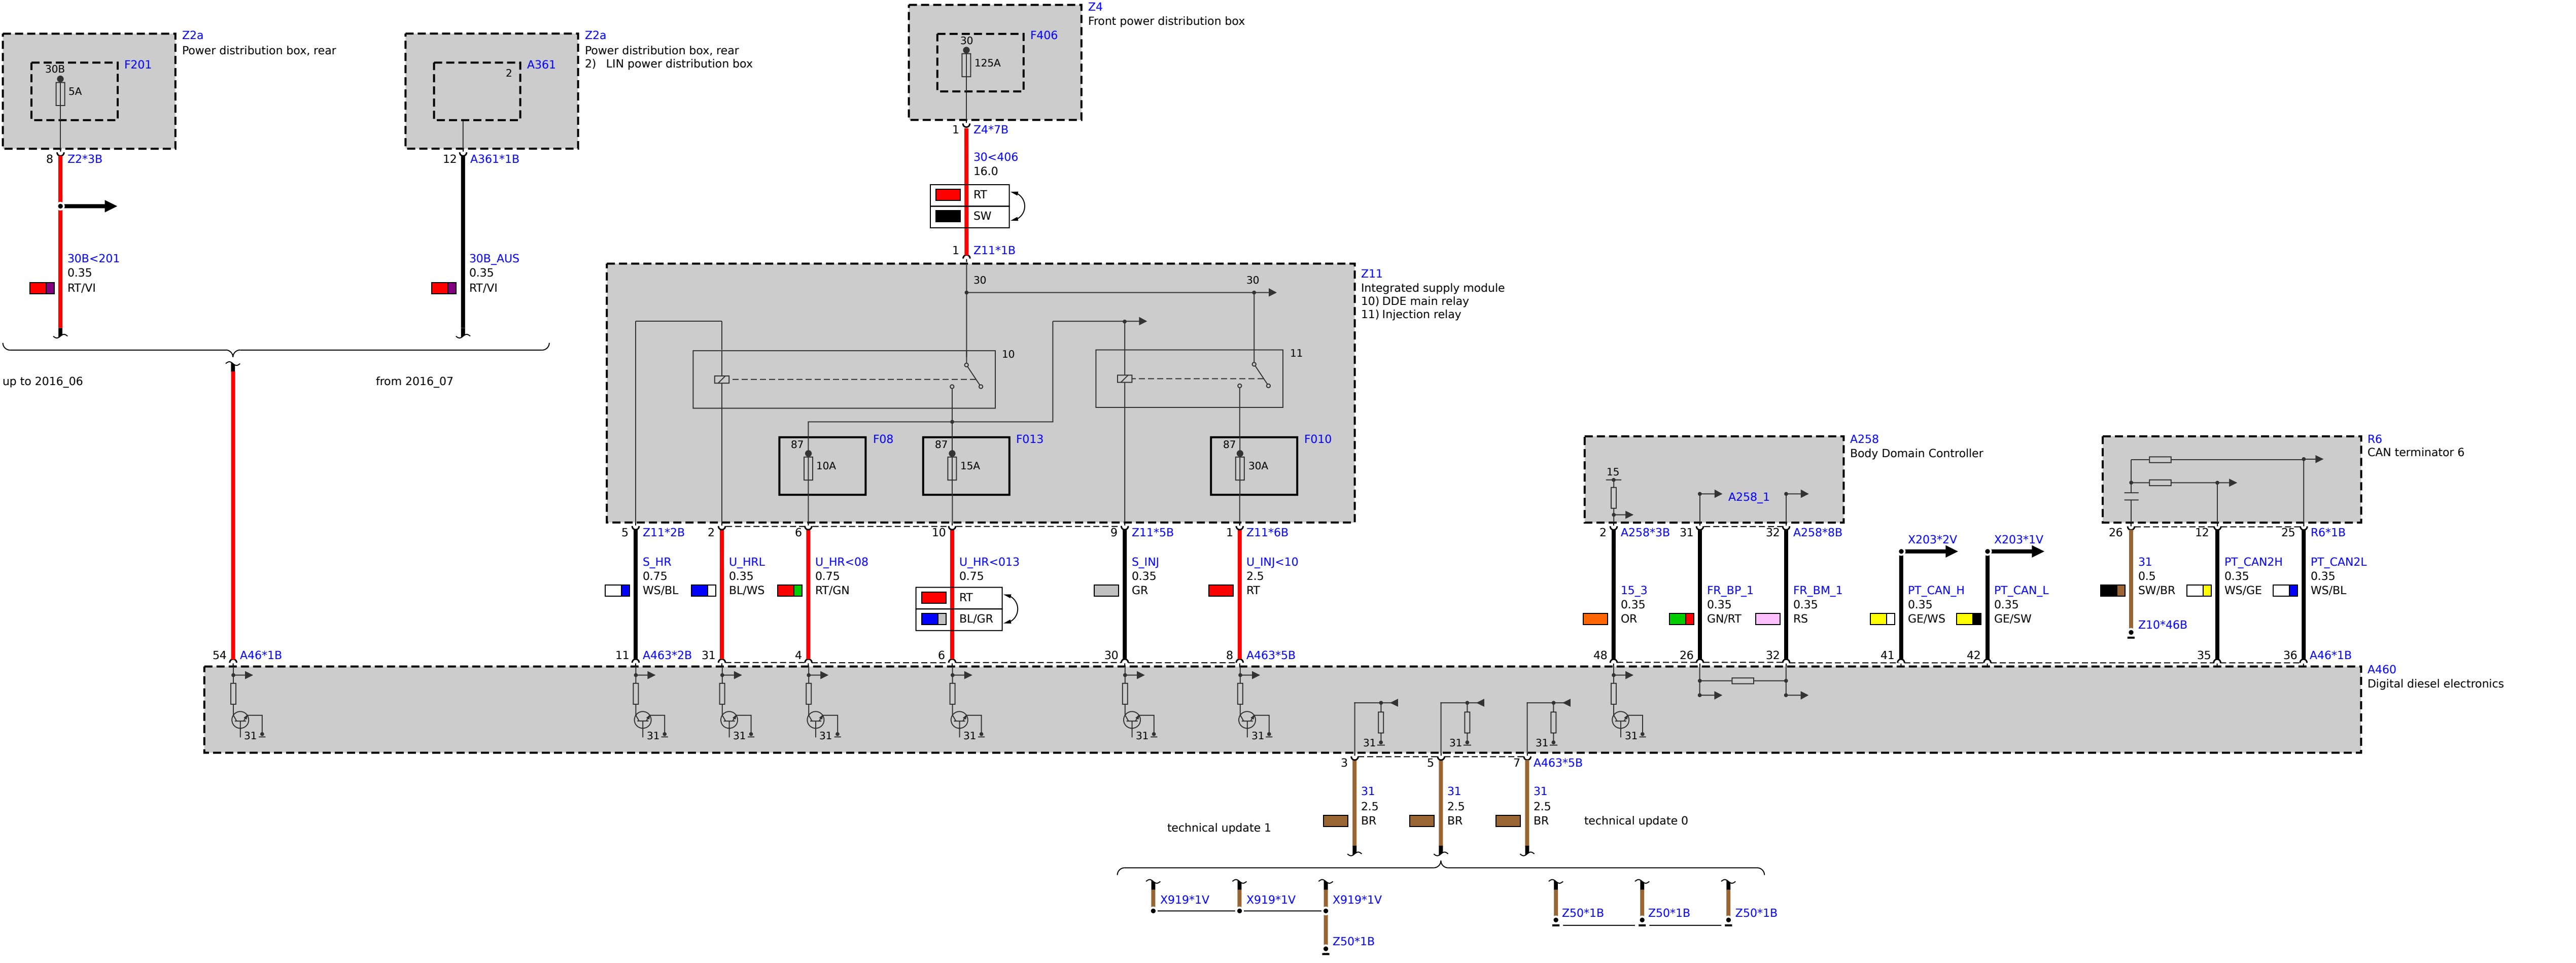 Z4
Front power distribution box
F406
30
125A
1 Z4*7B
30<406
16.0
RT
SW
1 Z11*1B
Z2a
Power distribution box, rear
F201
30B
5A
8 Z2*3B
30B<201
0.35
RT/VI
up to 2016_06
Z2a
Power distribution box, rear
2) LIN power distribution box
A361
2
12 A361*1B
30B_AUS
0.35
RT/VI
from 2016_07
Z11
Integrated supply module
10) DDE main relay
11) Injection relay
30
30
10
11
F08
87
10A
F013
87
15A
F010
87
30A
5 Z11*2B
2
6
10
9 Z11*5B
1 Z11*6B
S_HR
0.75
WS/BL
U_HRL
0.35
BL/WS
U_HR<08
0.75
RT/GN
U_HR<013
0.75
RT
BL/GR
S_INJ
0.35
GR
U_INJ<10
2.5
RT
A258
Body Domain Controller
15
A258_1
2 A258*3B
31
32 A258*8B
15_3
0.35
OR
FR_BP_1
0.35
GN/RT
FR_BM_1
0.35
RS
X203*2V
PT_CAN_H
0.35
GE/WS
X203*1V
PT_CAN_L
0.35
GE/SW
R6
CAN terminator 6
26
12
25 R6*1B
31
0.5
SW/BR
Z10*46B
PT_CAN2H
0.35
WS/GE
PT_CAN2L
0.35
WS/BL
54 A46*1B
11 A463*2B
31
4
6
30
8 A463*5B
48
26
32
41
42
35
36 A46*1B
A460
Digital diesel electronics
31
31
31
31
31
31
31
31
31
31
31
3
5
7 A463*5B
31
2.5
BR
31
2.5
BR
31
2.5
BR
technical update 1
technical update 0
X919*1V
X919*1V
X919*1V
Z50*1B
Z50*1B
Z50*1B
Z50*1B